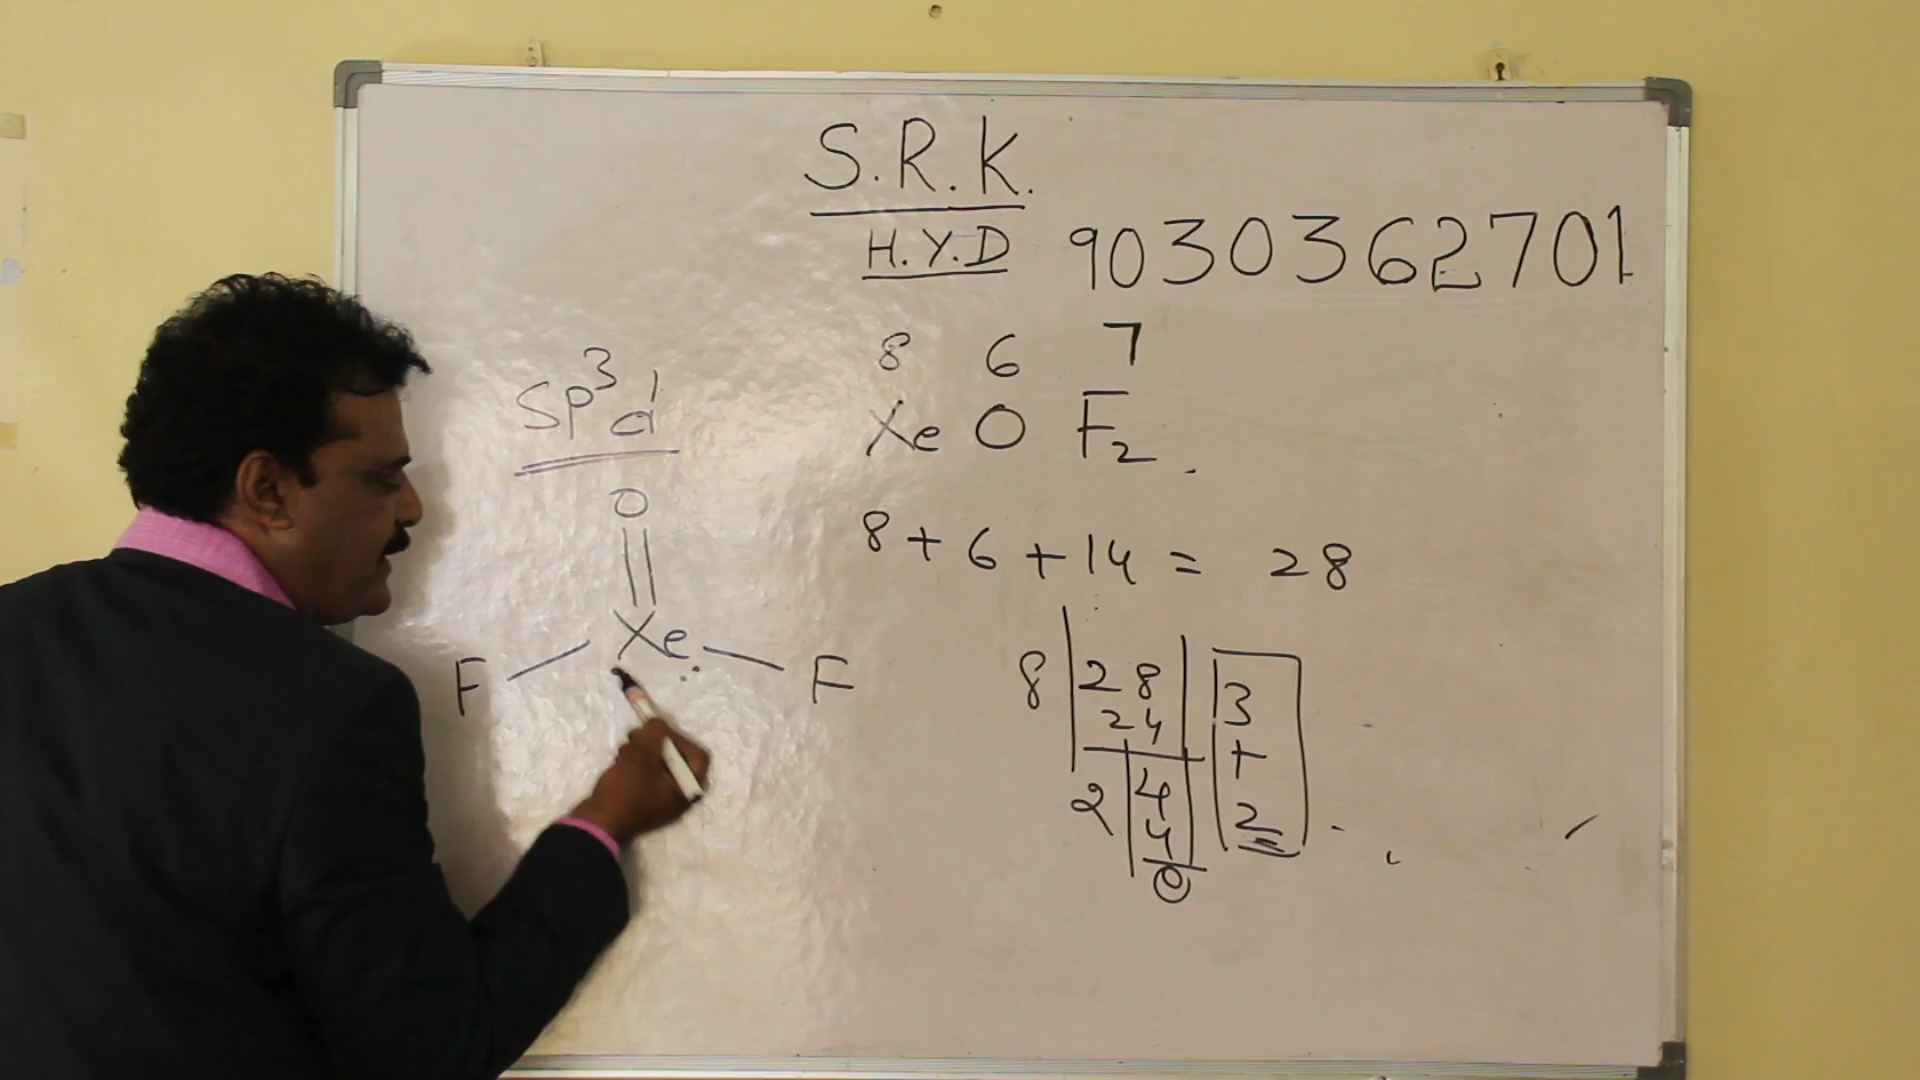 S.R.K.
H.Y.D 9030362701
8 6 7
Xe O F2.
8 + 6 + 14 = 28
8 28 3
24 +
2 4 2
4
0
Sp3d1
O
Xe
F F